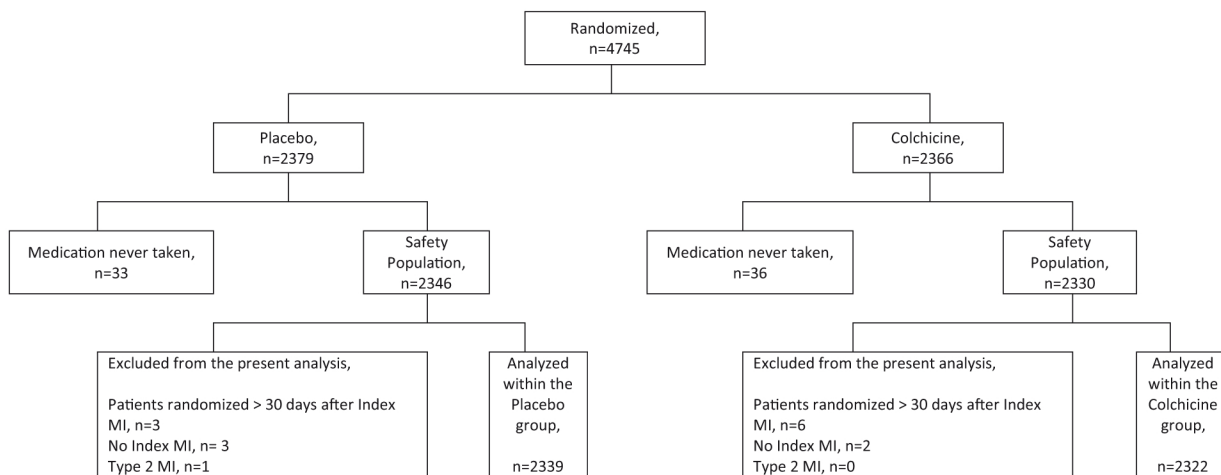 Randomized,
n=4745
Placebo,
n=2379
Colchicine,
n=2366
Medication never taken,
n=33
Safety
Population,
n=2346
Medication never taken,
n=36
Safety
Population,
n=2330
Excluded from the present analysis,
Patients randomized > 30 days after Index
MI, n=3
No Index MI, n= 3
Type 2 MI, n=1
Analyzed
within the
Placebo
group,
n=2339
Excluded from the present analysis,
Patients randomized > 30 days after Index
MI, n=6
No Index MI, n=2
Type 2 MI, n=0
Analyzed
within the
Colchicine
group,
n=2322